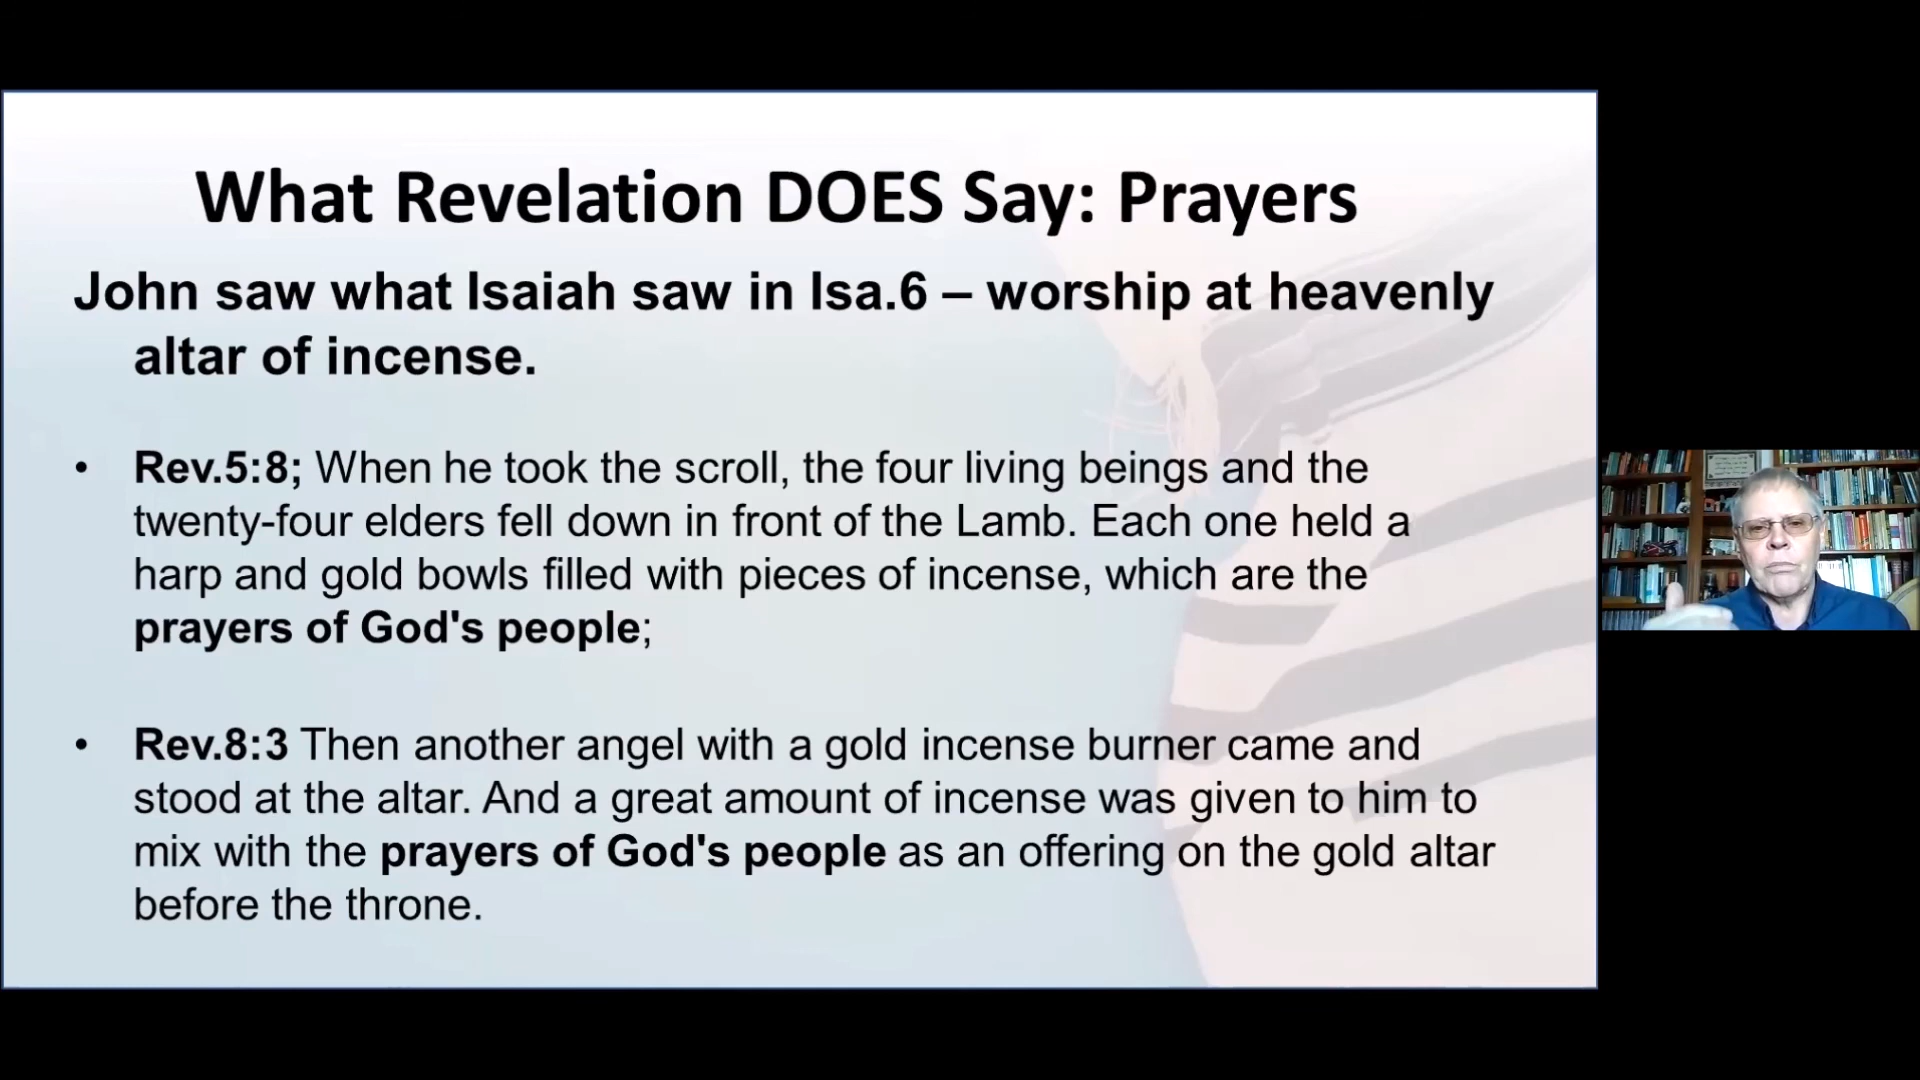 What Revelation DOES Say: Prayers
John saw what Isaiah saw in Isa.6 – worship at heavenly
altar of incense.
• Rev.5:8; When he took the scroll, the four living beings and the
twenty-four elders fell down in front of the Lamb. Each one held a
harp and gold bowls filled with pieces of incense, which are the
prayers of God's people;
• Rev.8:3 Then another angel with a gold incense burner came and
stood at the altar. And a great amount of incense was given to him to
mix with the prayers of God's people as an offering on the gold altar
before the throne.